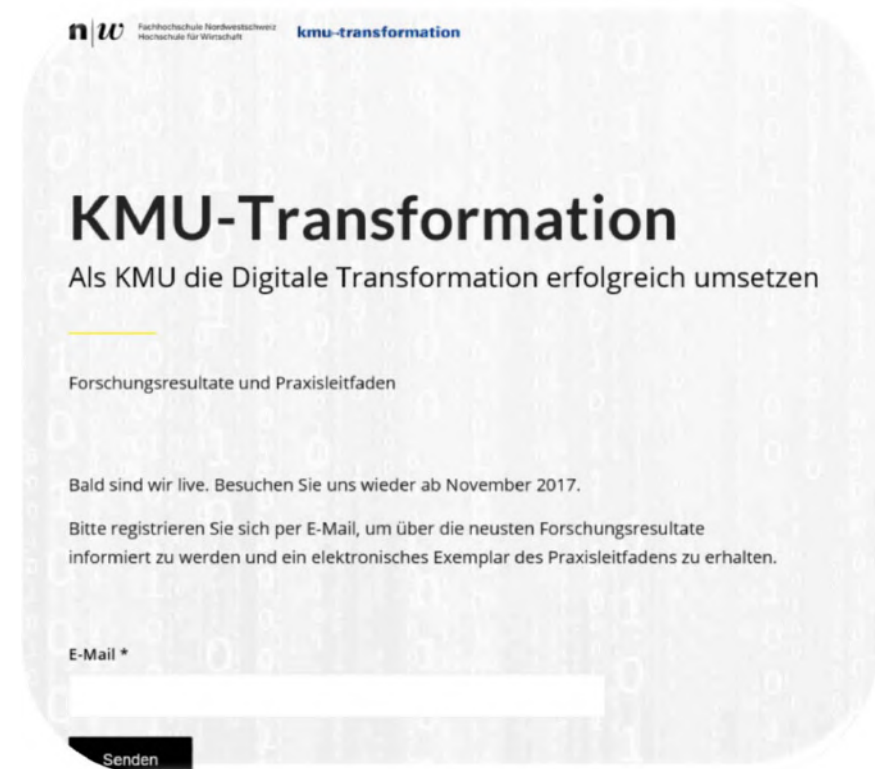 n|w Fachhochschule Nordwestschweiz
Hochschule für Wirtschaft
kmu-transformation
KMU-Transformation
Als KMU die Digitale Transformation erfolgreich umsetzen
Forschungsresultate und Praxisleitfaden
Bald sind wir live. Besuchen Sie uns wieder ab November 2017.
Bitte registrieren Sie sich per E-Mail, um über die neusten Forschungsresultate
informiert zu werden und ein elektronisches Exemplar des Praxisleitfadens zu erhalten.
E-Mail *
Senden